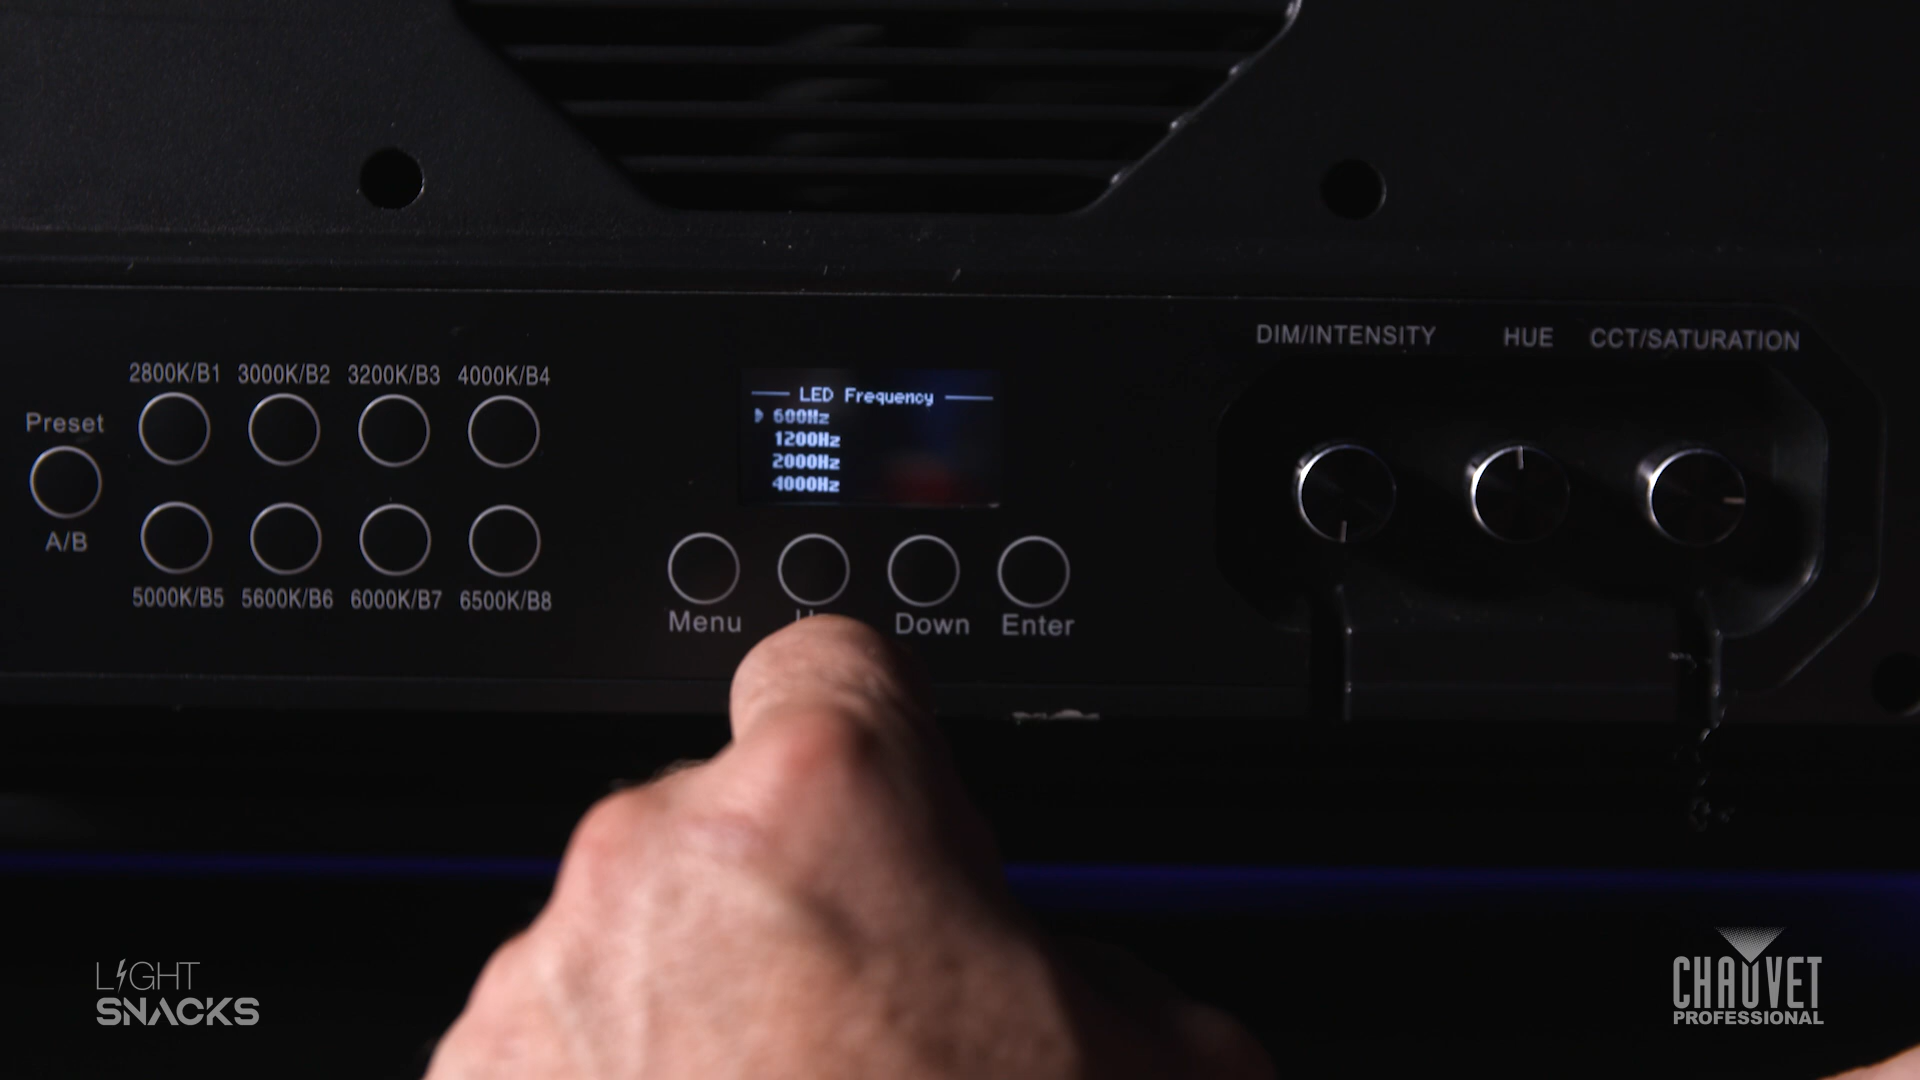 DIM/INTENSITY HUE CCT/SATURATION
2800K/B1 3000K/B2 3200K/B3 4000K/B4
Preset
A/B
5000K/B5 5600K/B6 6000K/B7 6500K/B8
LED Frequency
600Hz
1200Hz
2000Hz
4000Hz
Menu Down Enter
LIGHT
SNACKS
CHAUVET
PROFESSIONAL